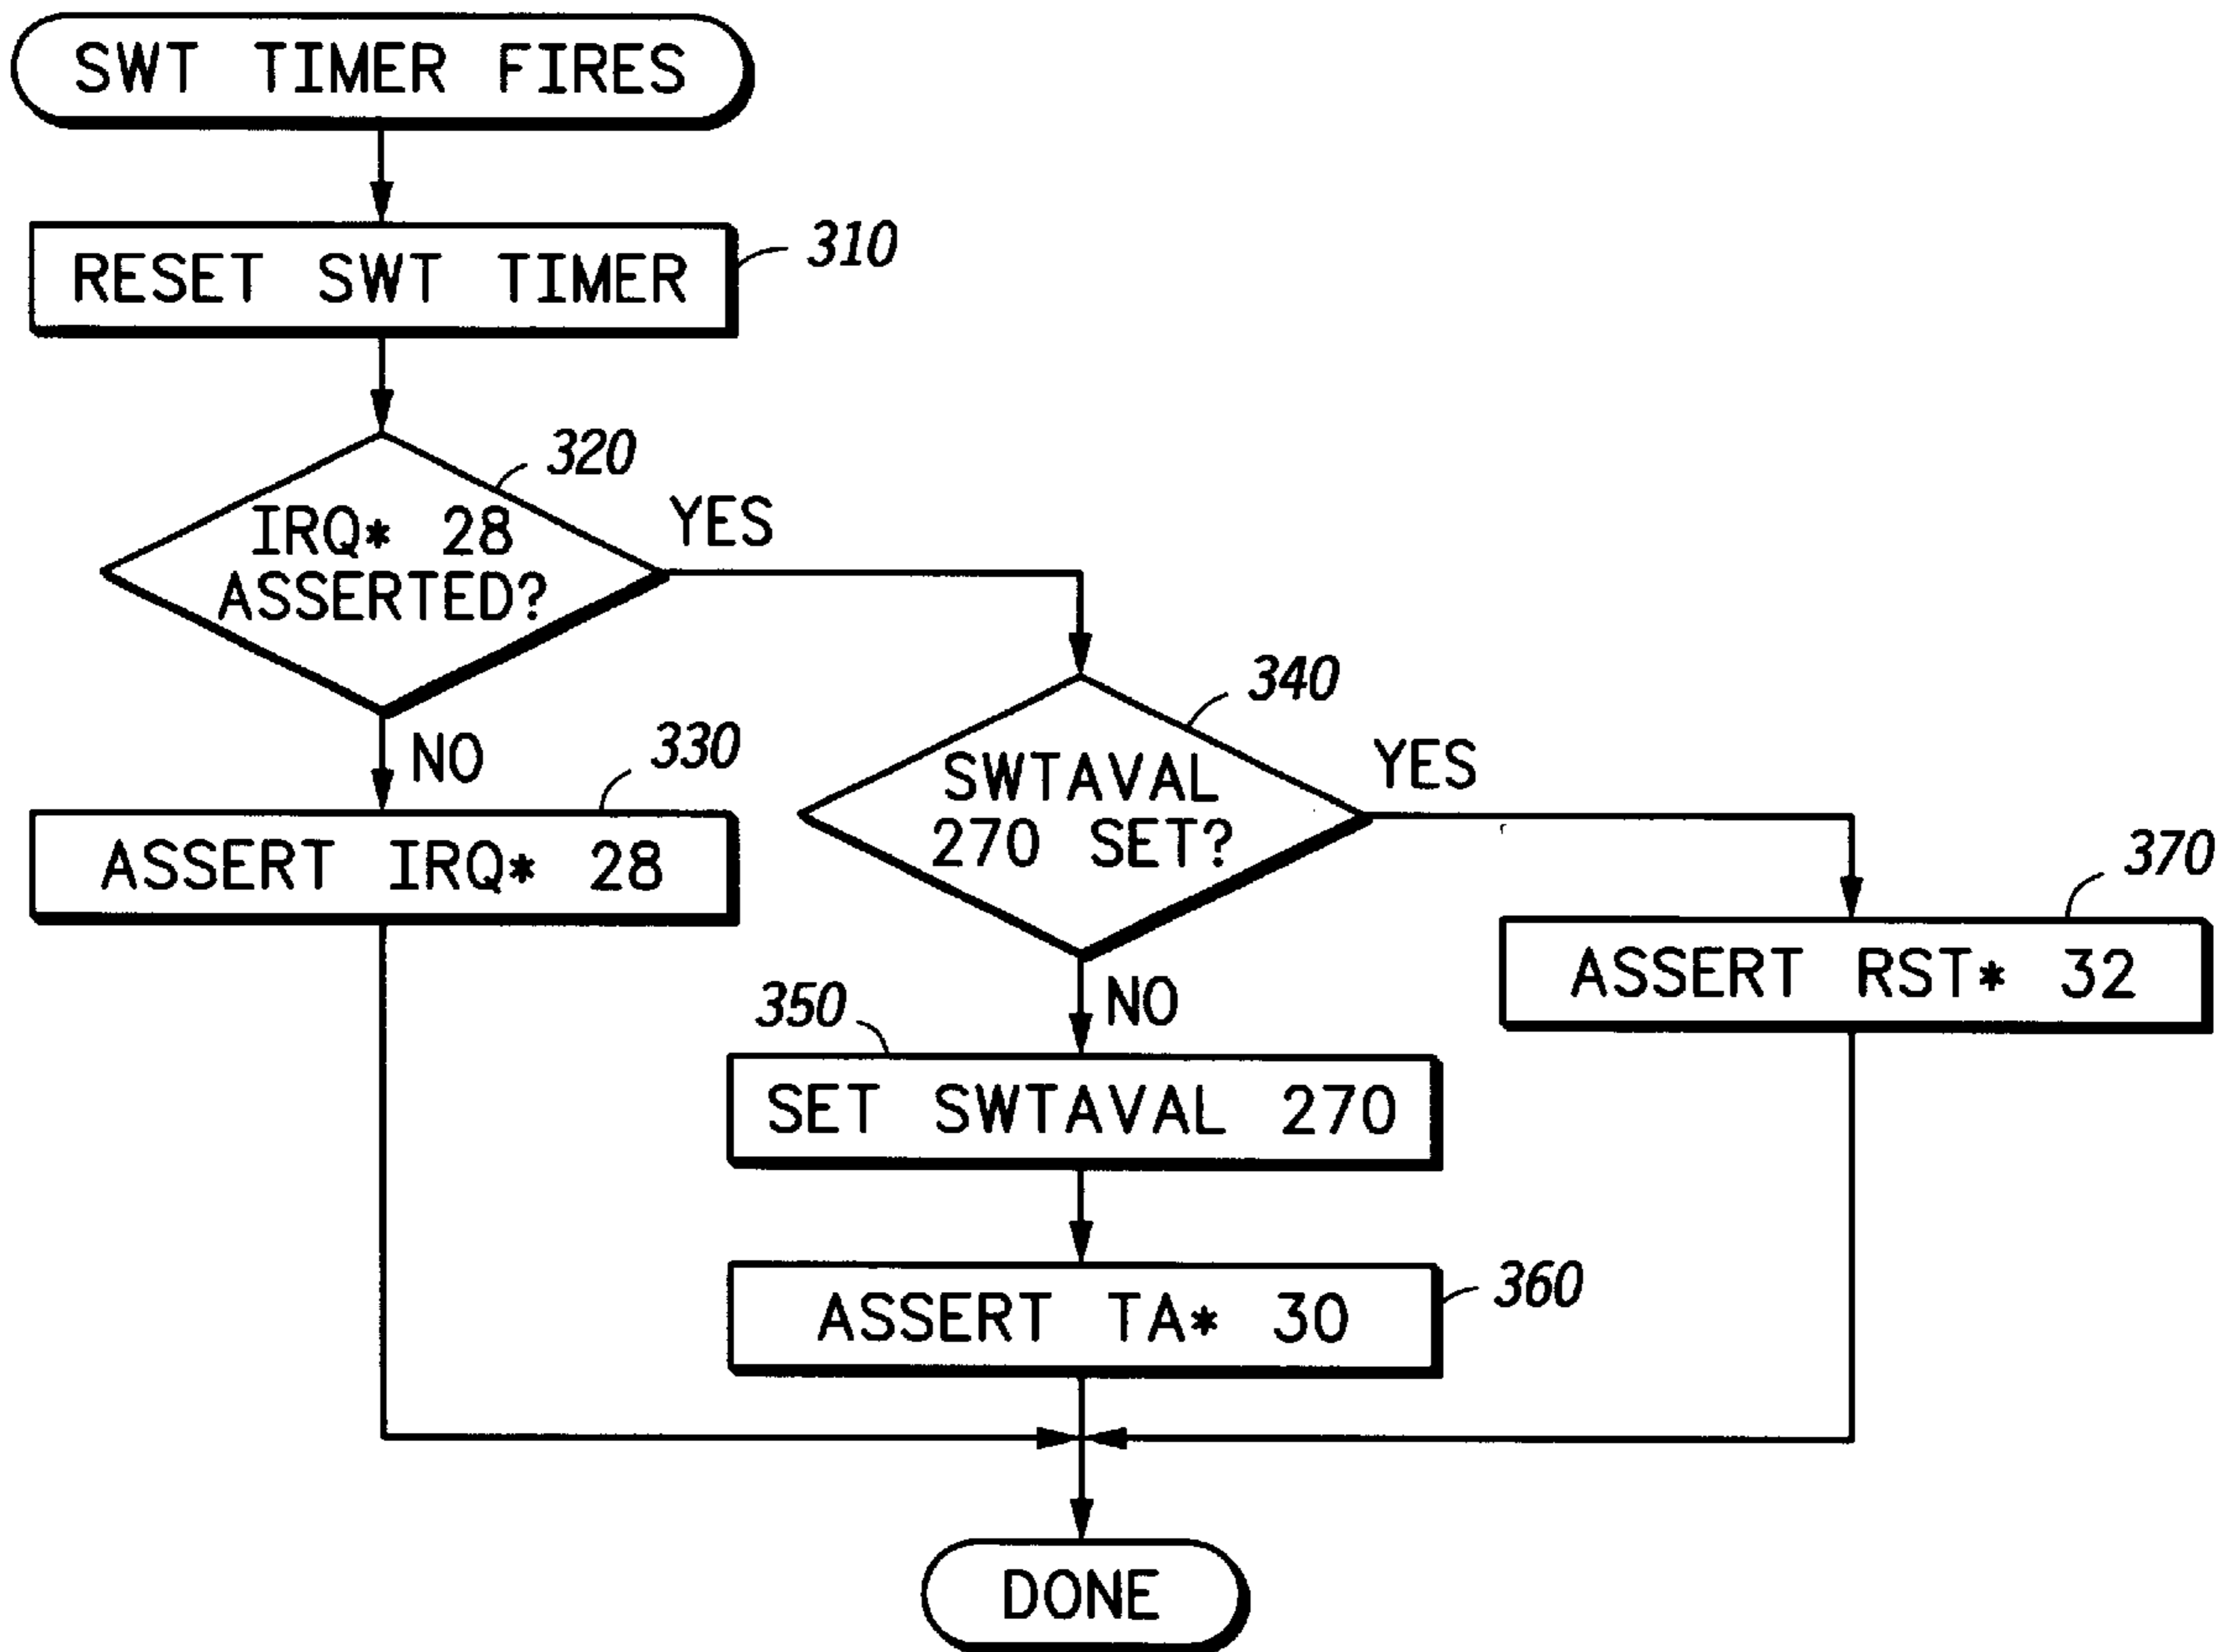 SWT TIMER FIRES
RESET SWT TIMER
310
320
IRQ* 28
ASSERTED?
YES
NO
330
ASSERT IRQ* 28
340
SWTAVAL
270 SET?
YES
370
ASSERT RST* 32
NO
350
SET SWTAVAL 270
ASSERT TA* 30
360
DONE